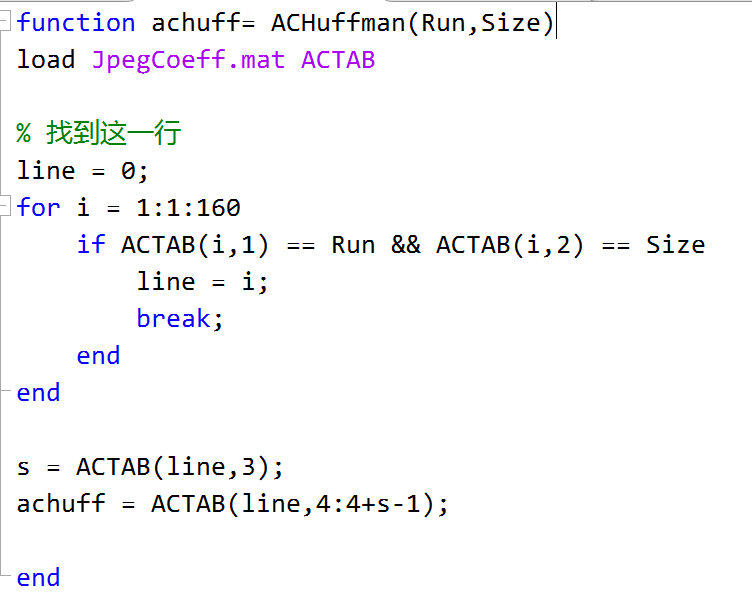 function achuff= ACHuffman(Run,Size)
load JpegCoeff.mat ACTAB
% 找到这一行
line = 0;
for i = 1:1:160
    if ACTAB(i,1) == Run && ACTAB(i,2) == Size
        line = i;
        break;
    end
end
s = ACTAB(line,3);
achuff = ACTAB(line,4:4+s-1);
end